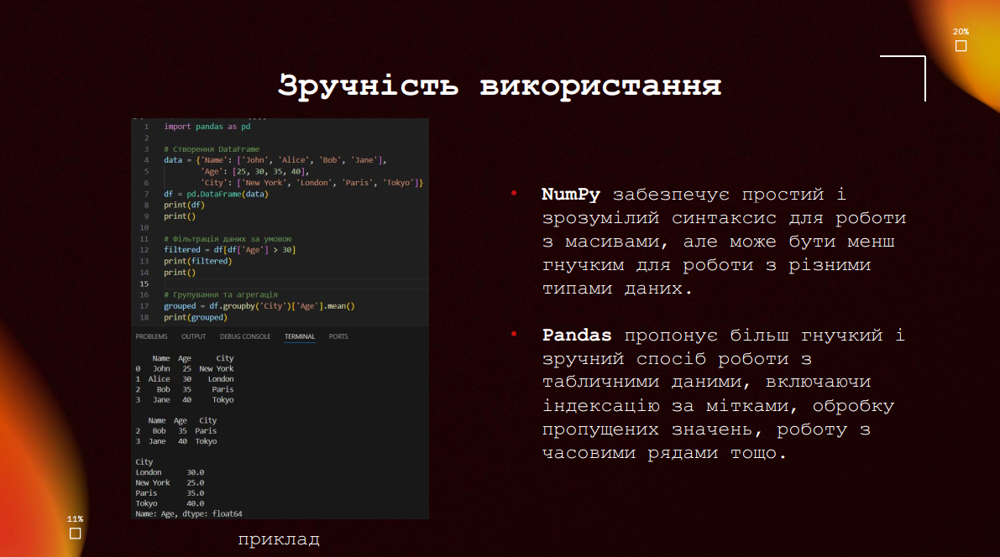 20%
Зручність використання
1 import pandas as pd
2
3 # Створення DataFrame
4 data = {'Name': ['John', 'Alice', 'Bob', 'Jane'],
5 'Age': [25, 30, 35, 40],
6 'City': ['New York', 'London', 'Paris', 'Tokyo']}
7 df = pd.DataFrame(data)
8 print(df)
9 print()
10
11 # Фільтрація даних за умовою
12 filtered = df[df['Age'] > 30]
13 print(filtered)
14 print()
15
16 # Групування та агрегація
17 grouped = df.groupby('City')['Age'].mean()
18 print(grouped)
PROBLEMS OUTPUT DEBUG CONSOLE TERMINAL PORTS
Name Age City
0 John 25 New York
1 Alice 30 London
2 Bob 35 Paris
3 Jane 40 Tokyo
Name Age City
2 Bob 35 Paris
3 Jane 40 Tokyo
City
London 30.0
New York 25.0
Paris 35.0
Tokyo 40.0
Name: Age, dtype: float64
приклад
• NumPy забезпечує простий і
зрозумілий синтаксис для роботи
з масивами, але може бути менш
гнучким для роботи з різними
типами даних.
• Pandas пропонує більш гнучкий і
зручний спосіб роботи з
табличними даними, включаючи
індексацію за мітками, обробку
пропущених значень, роботу з
часовими рядами тощо.
11%